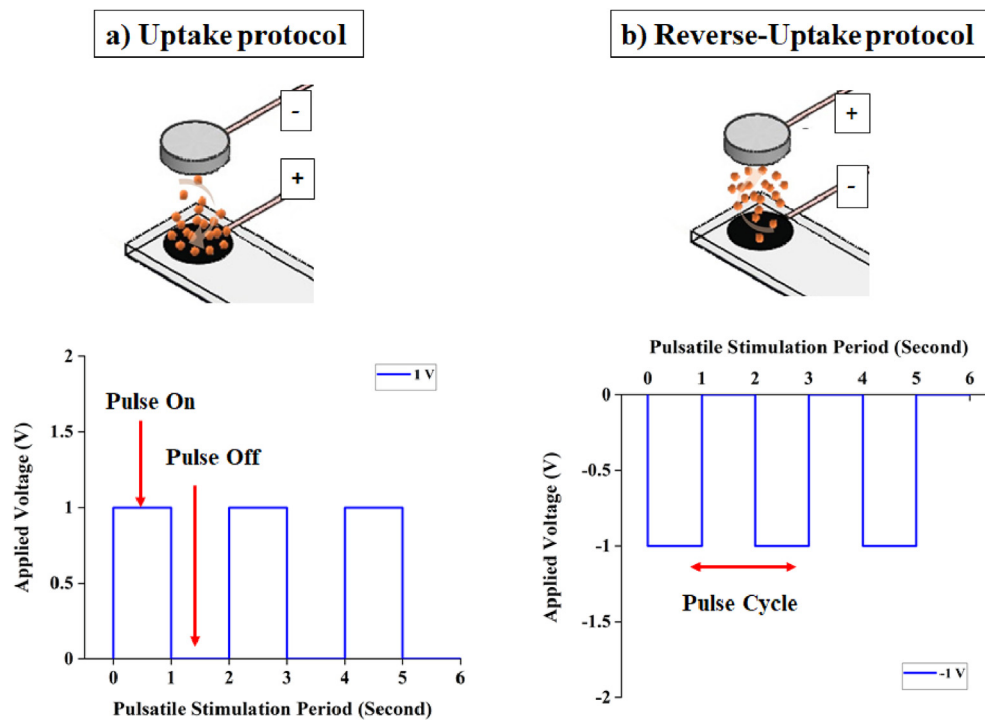 a) Uptake protocol
b) Reverse-Uptake protocol
-
+
+
-
2
1.5
1
0.5
0
Applied Voltage (V)
1 V
Pulse On
Pulse Off
0 1 2 3 4 5 6
Pulsatile Stimulation Period (Second)
Pulsatile Stimulation Period (Second)
0 1 2 3 4 5 6
0
-0.5
-1
-1.5
-2
Applied Voltage (V)
Pulse Cycle
-1 V